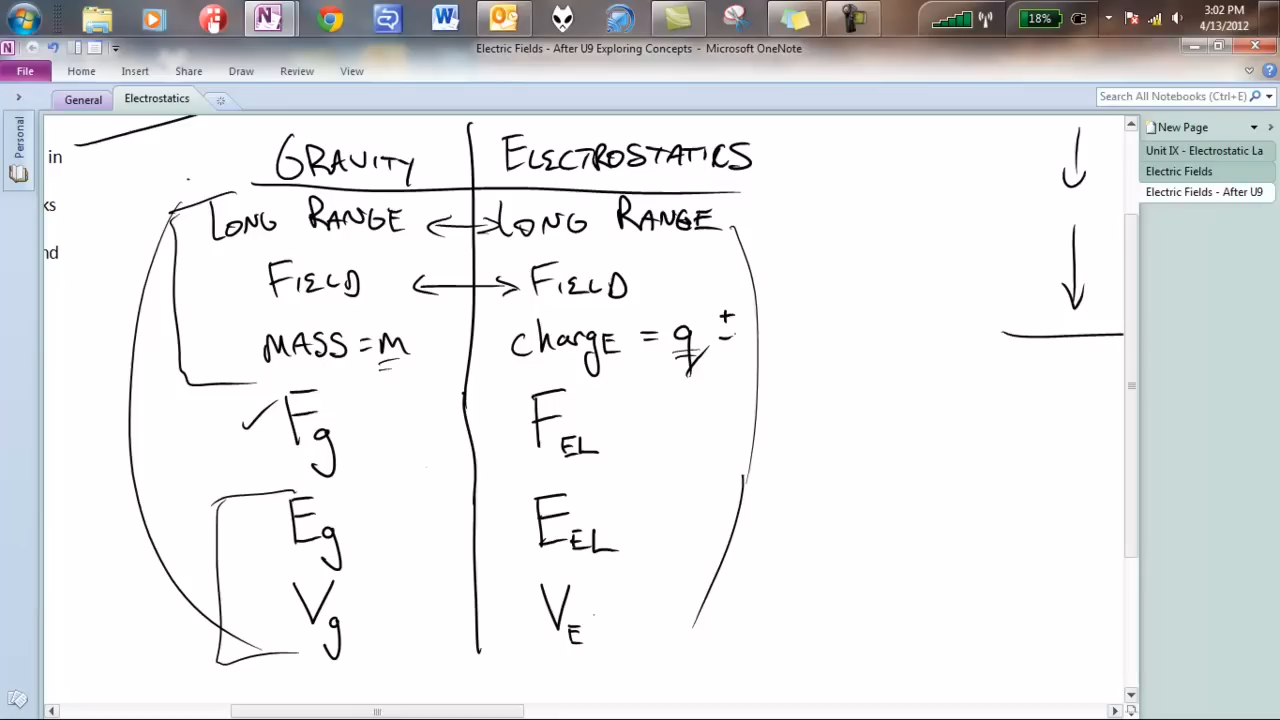 3:02 PM
18%
4/13/2012
Electric Fields - After U9 Exploring Concepts - Microsoft OneNote
File Home Insert Share Draw Review View
General Electrostatics
Search All Notebooks (Ctrl+E)
Personal
New Page
Unit IX - Electrostatic La
Electric Fields
Electric Fields - After U9
in
ks
nd
GRAVITY ELECTROSTATICS
LONG RANGE ↔ LONG RANGE
FIELD ↔ FIELD
MASS = m chargE = q + -
✓ Fg FEL
Eg EEL
Vg VE